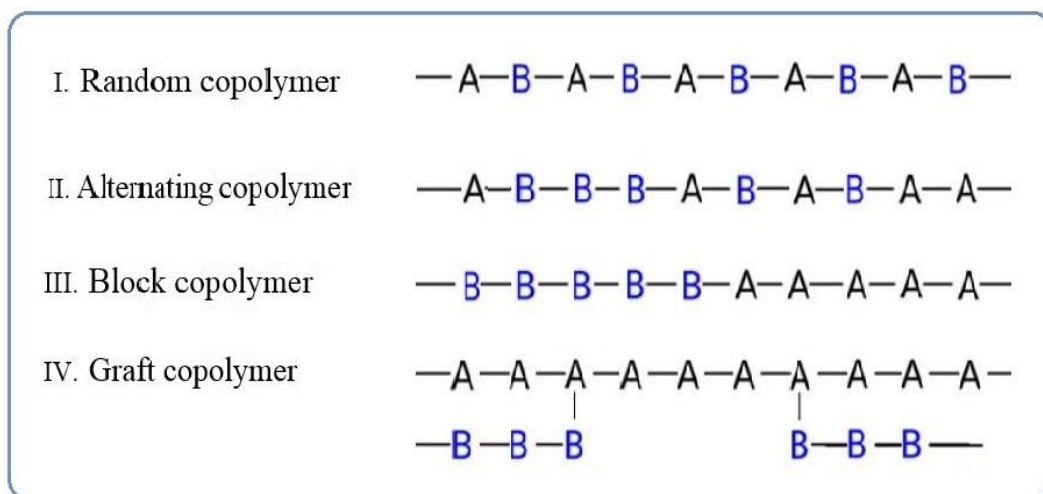 I. Random copolymer —A—B—A—B—A—B—A—B—A—B—
II. Alternating copolymer —A—B—B—B—A—B—A—B—A—A—
III. Block copolymer —B—B—B—B—B—A—A—A—A—A—
IV. Graft copolymer —A—A—A—A—A—A—A—A—A—A—
—B—B—B B—B—B—